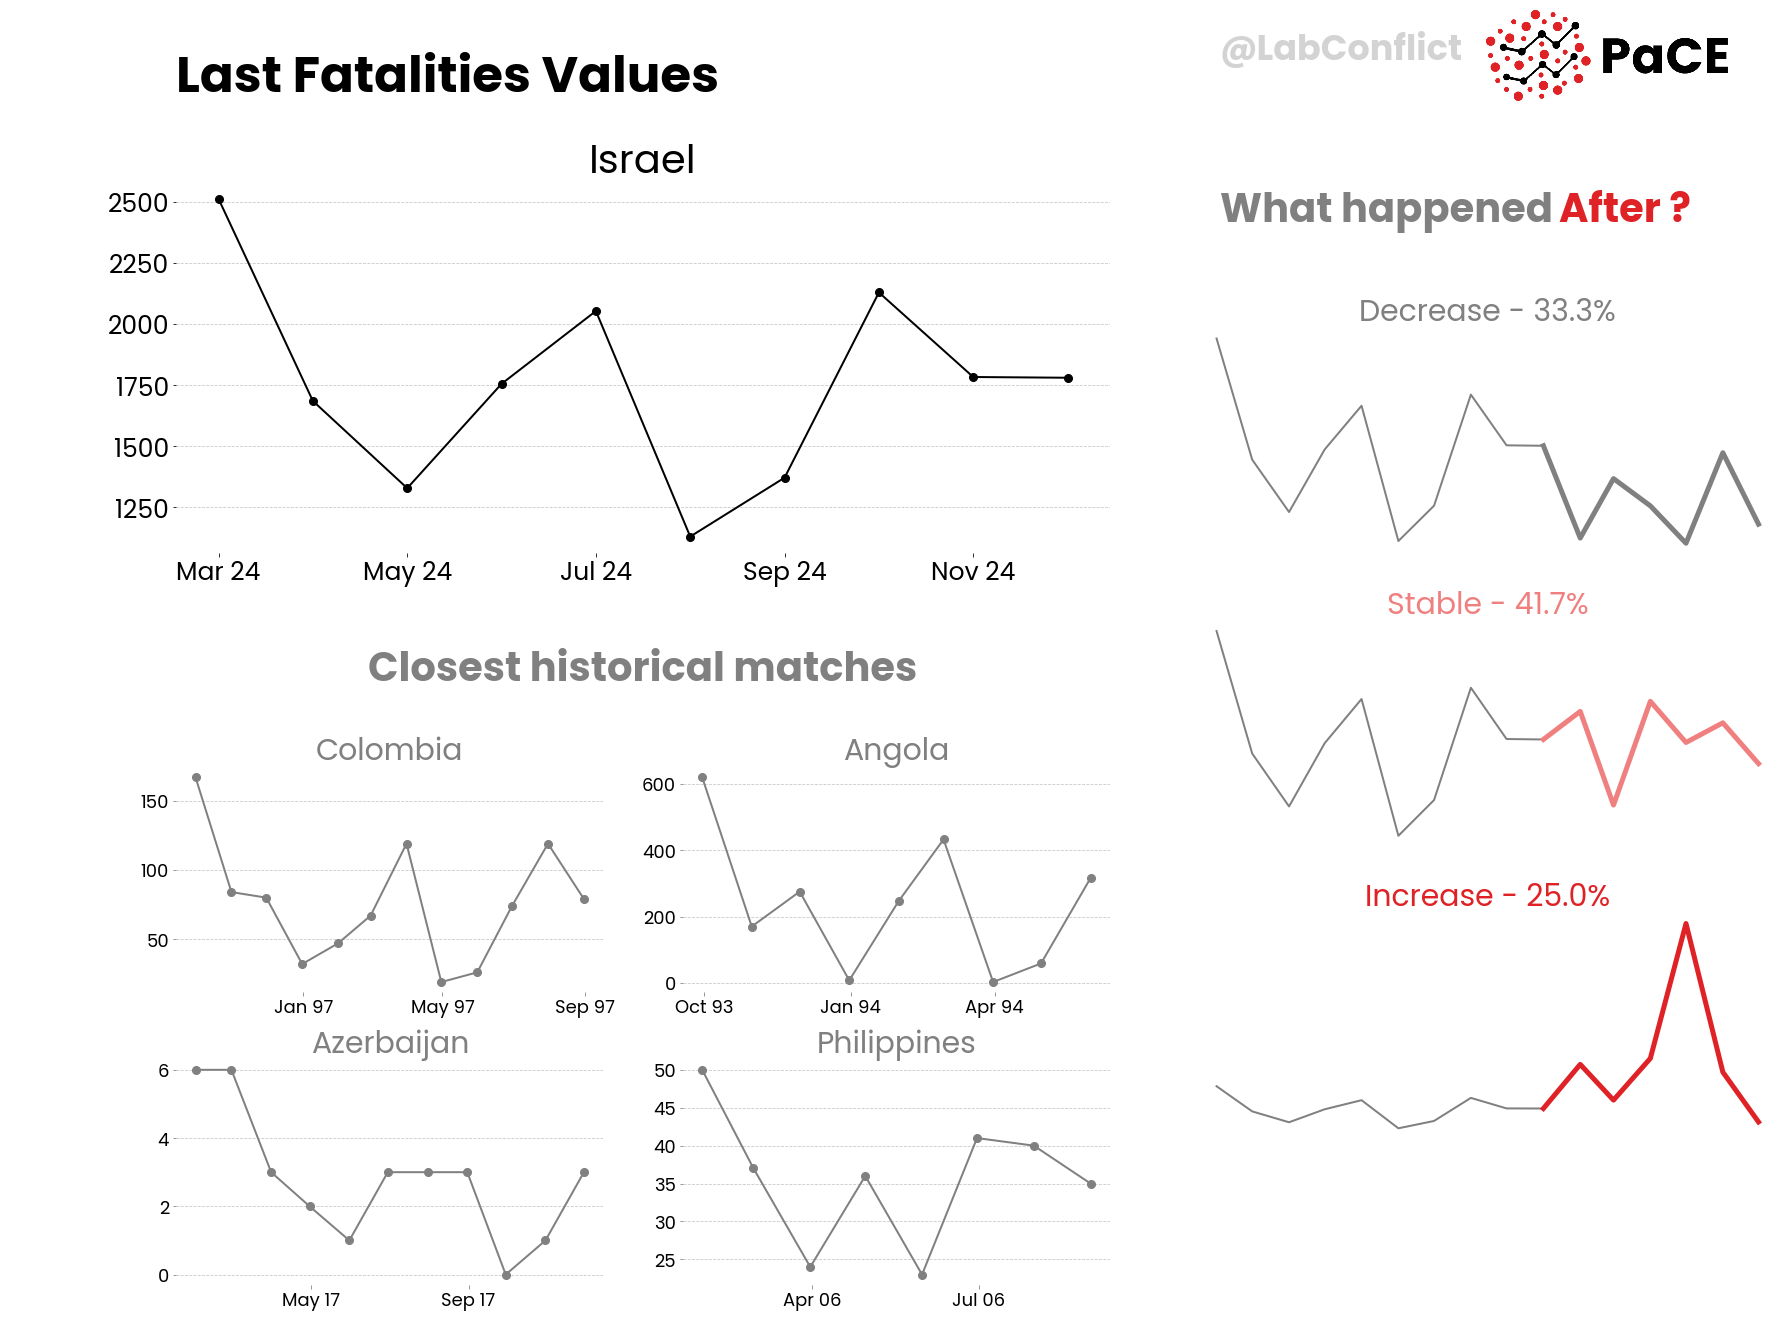 @LabConflict
PaCE
Last Fatalities Values
Israel
2500
2250
2000
1750
1500
1250
Mar 24
May 24
Jul 24
Sep 24
Nov 24
What happened After ?
Decrease - 33.3%
Stable - 41.7%
Increase - 25.0%
Closest historical matches
Colombia
150
100
50
Jan 97
May 97
Sep 97
Angola
600
400
200
0
Oct 93
Jan 94
Apr 94
Azerbaijan
6
4
2
0
May 17
Sep 17
Philippines
50
45
40
35
30
25
Apr 06
Jul 06